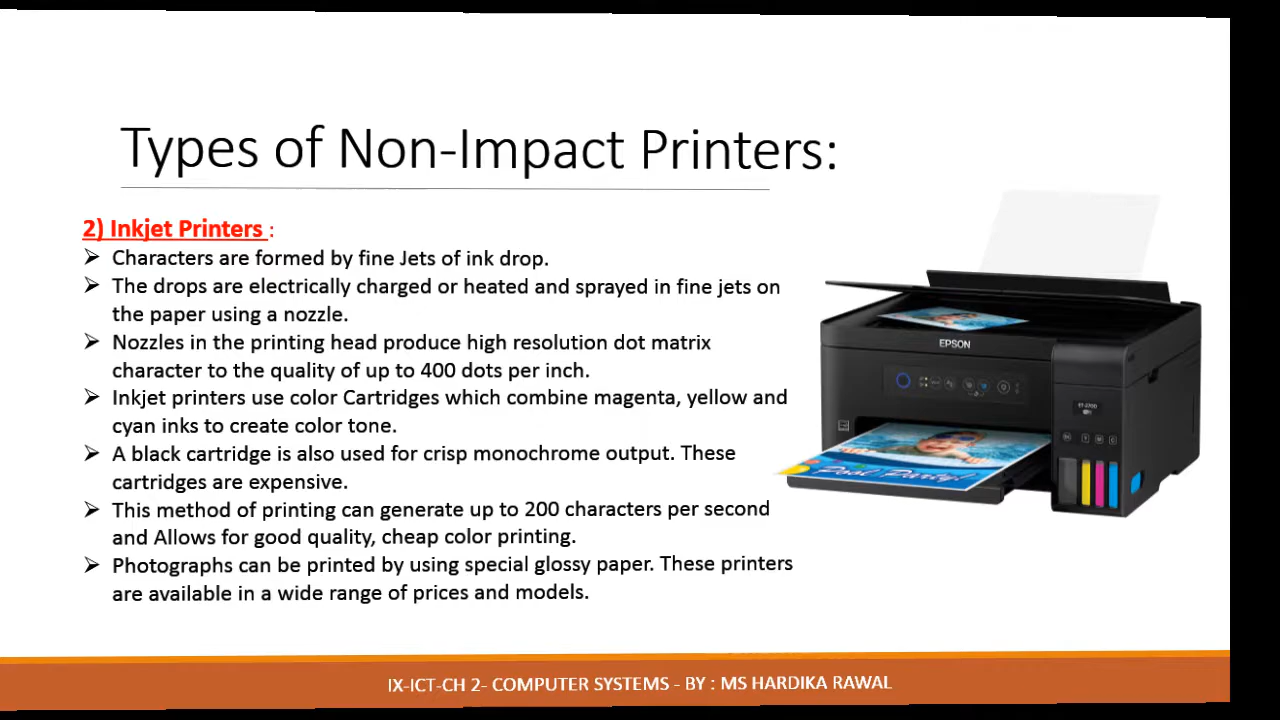 Types of Non-Impact Printers:
2) Inkjet Printers :
➢ Characters are formed by fine Jets of ink drop.
➢ The drops are electrically charged or heated and sprayed in fine jets on
the paper using a nozzle.
➢ Nozzles in the printing head produce high resolution dot matrix
character to the quality of up to 400 dots per inch.
➢ Inkjet printers use color Cartridges which combine magenta, yellow and
cyan inks to create color tone.
➢ A black cartridge is also used for crisp monochrome output. These
cartridges are expensive.
➢ This method of printing can generate up to 200 characters per second
and Allows for good quality, cheap color printing.
➢ Photographs can be printed by using special glossy paper. These printers
are available in a wide range of prices and models.
EPSON
Pool Party!
IX-ICT-CH 2- COMPUTER SYSTEMS - BY : MS HARDIKA RAWAL